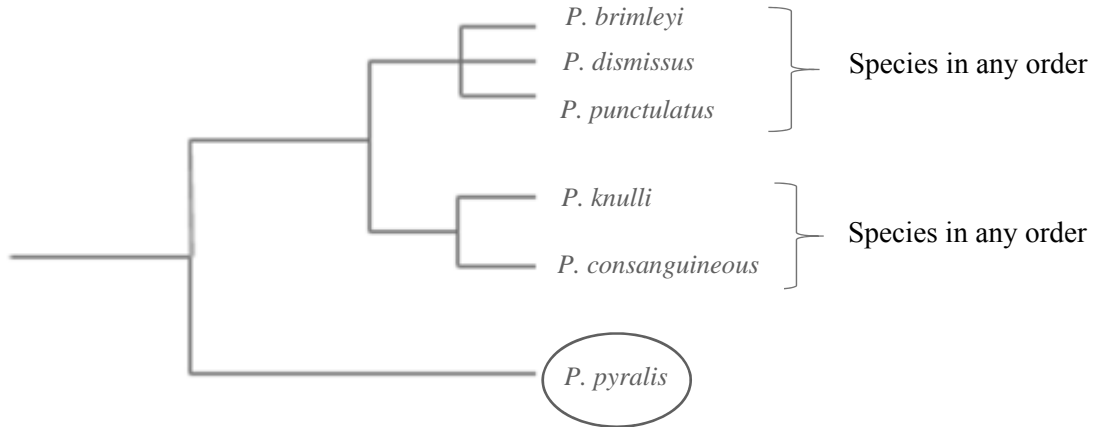 P. brimleyi
P. dismissus
Species in any order
P. punctulatus
P. knulli
Species in any order
P. consanguineous
P. pyralis